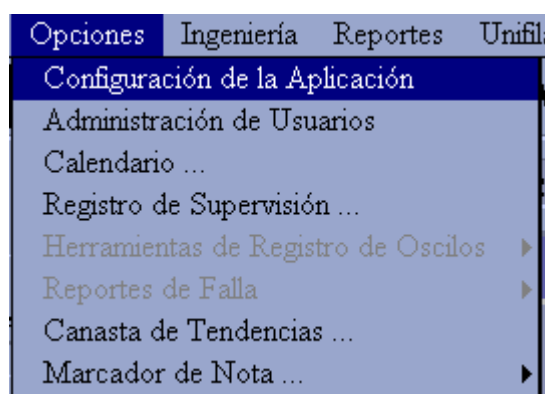 Opciones Ingeniería Reportes
Configuración de la Aplicación
Administración de Usuarios
Calendario ...
Registro de Supervisión ...
Herramientas de Registro de Oscilos
Reportes de Falla
Canasta de Tendencias ...
Marcador de Nota ...